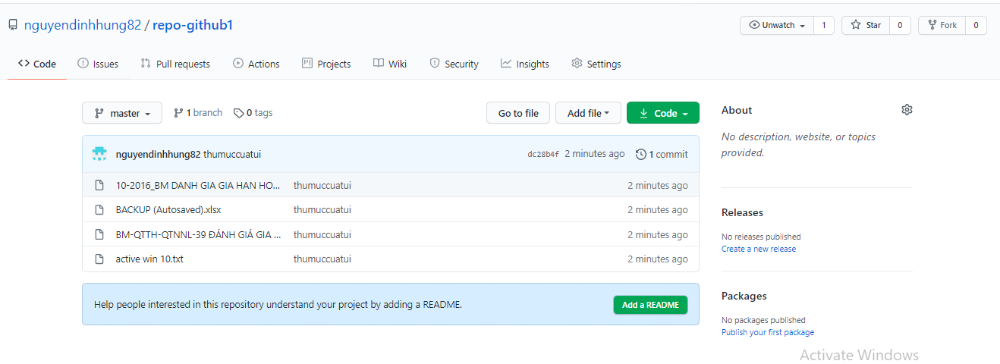 nguyendinhhung82 / repo-github1
Unwatch 1 Star 0 Fork 0
Code Issues Pull requests Actions Projects Wiki Security Insights Settings
master 1 branch 0 tags Go to file Add file Code
nguyendinhhung82 thumuccuatui dc28b4f 2 minutes ago 1 commit
10-2016_BM DANH GIA GIA HAN HO... thumuccuatui 2 minutes ago
BACKUP (Autosaved).xlsx thumuccuatui 2 minutes ago
BM-QTTH-QTNNL-39 ĐÁNH GIÁ GIA ... thumuccuatui 2 minutes ago
active win 10.txt thumuccuatui 2 minutes ago
Help people interested in this repository understand your project by adding a README. Add a README
About
No description, website, or topics
provided.
Releases
No releases published
Create a new release
Packages
No packages published
Publish your first package
Activate Windows